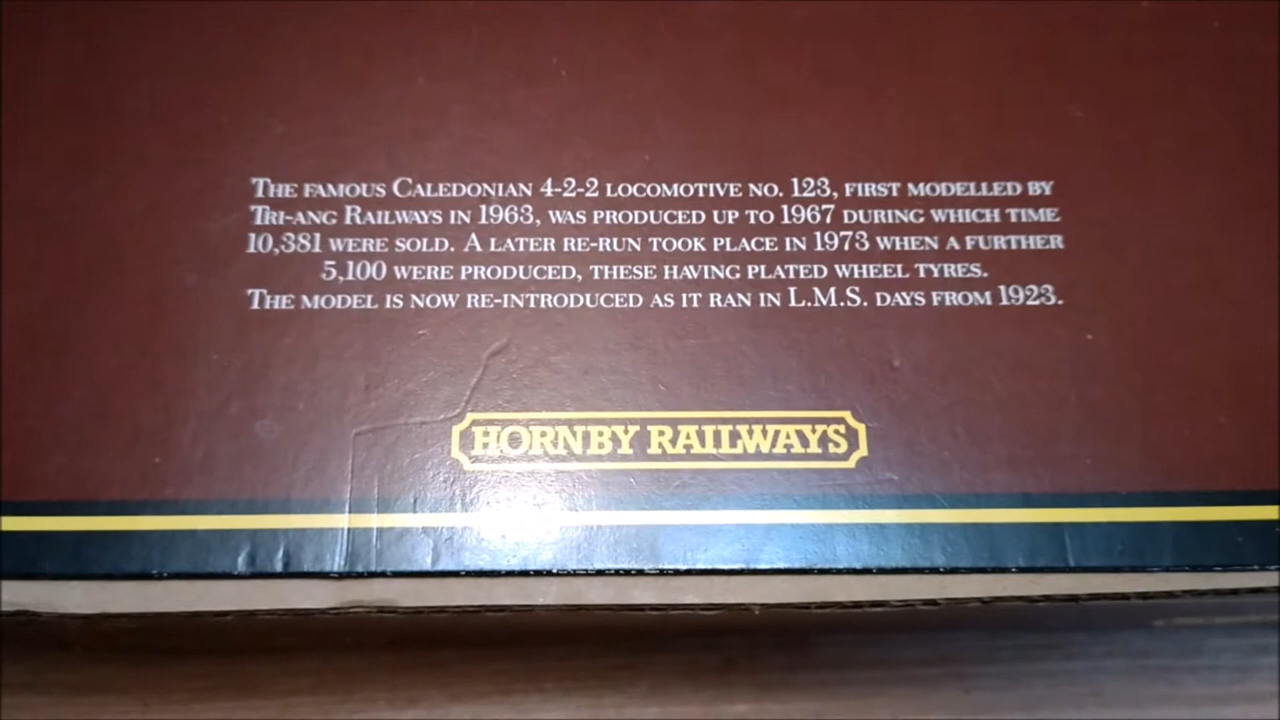 The famous Caledonian 4-2-2 locomotive no. 123, first modelled by
Tri-ang Railways in 1963, was produced up to 1967 during which time
10,381 were sold. A later re-run took place in 1973 when a further
5,100 were produced, these having plated wheel tyres.
The model is now re-introduced as it ran in L.M.S. days from 1923.
HORNBY RAILWAYS